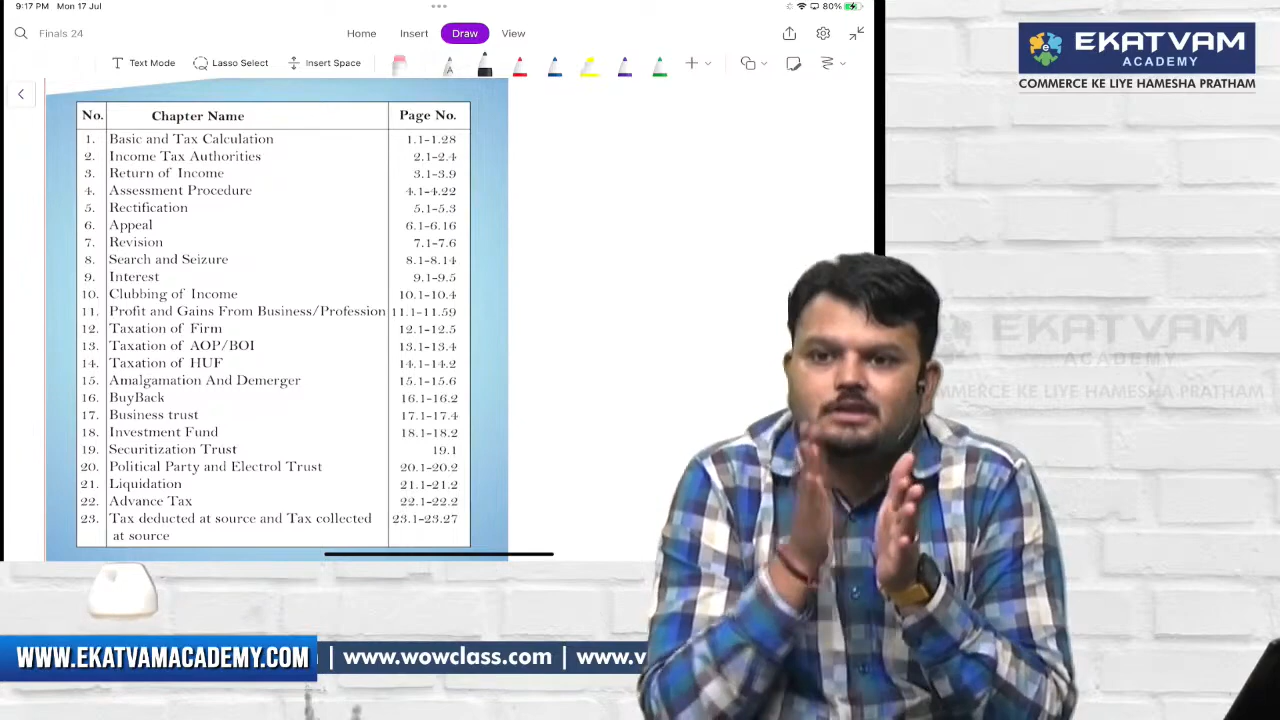 9:17 PM Mon 17 Jul
80%
Finals 24
Home Insert Draw View
Text Mode Lasso Select Insert Space
EKATVAM
ACADEMY
COMMERCE KE LIYE HAMESHA PRATHAM
No. Chapter Name Page No.
1. Basic and Tax Calculation 1.1-1.28
2. Income Tax Authorities 2.1-2.4
3. Return of Income 3.1-3.9
4. Assessment Procedure 4.1-4.22
5. Rectification 5.1-5.3
6. Appeal 6.1-6.16
7. Revision 7.1-7.6
8. Search and Seizure 8.1-8.14
9. Interest 9.1-9.5
10. Clubbing of Income 10.1-10.4
11. Profit and Gains From Business/Profession 11.1-11.59
12. Taxation of Firm 12.1-12.5
13. Taxation of AOP/BOI 13.1-13.4
14. Taxation of HUF 14.1-14.2
15. Amalgamation And Demerger 15.1-15.6
16. BuyBack 16.1-16.2
17. Business trust 17.1-17.4
18. Investment Fund 18.1-18.2
19. Securitization Trust 19.1
20. Political Party and Electrol Trust 20.1-20.2
21. Liquidation 21.1-21.2
22. Advance Tax 22.1-22.2
23. Tax deducted at source and Tax collected 23.1-23.27
at source
EKATVAM
ACADEMY
MMERCE KE LIYE HAMESHA PRATHAM
WWW.EKATVAMACADEMY.COM | www.wowclass.com | www.v